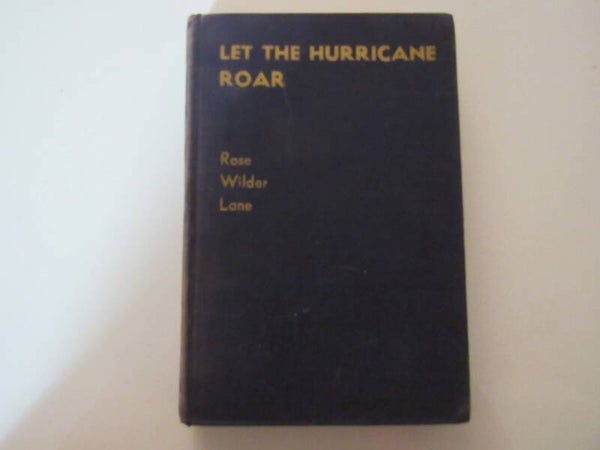 LET THE HURRICANE
ROAR
Rose
Wilder
Lane